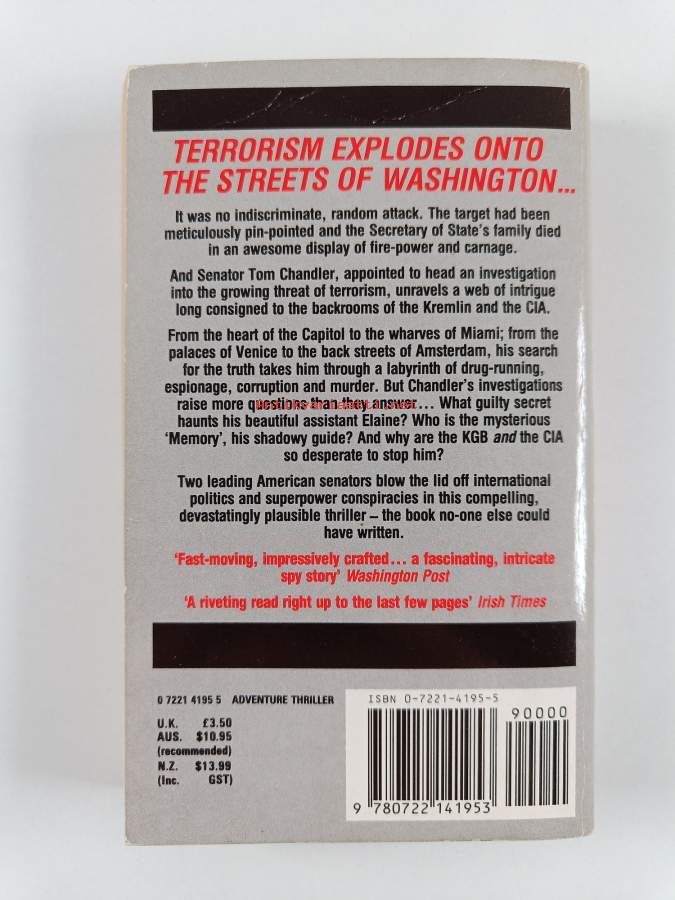 TERRORISM EXPLODES ONTO
THE STREETS OF WASHINGTON...
It was no indiscriminate, random attack. The target had been
meticulously pin-pointed and the Secretary of State's family died
in an awesome display of fire-power and carnage.
And Senator Tom Chandler, appointed to head an investigation
into the growing threat of terrorism, unravels a web of intrigue
long consigned to the backrooms of the Kremlin and the CIA.
From the heart of the Capitol to the wharves of Miami; from the
palaces of Venice to the back streets of Amsterdam, his search
for the truth takes him through a labyrinth of drug-running,
espionage, corruption and murder. But Chandler's investigations
raise more questions than they answer... What guilty secret
haunts his beautiful assistant Elaine? Who is the mysterious
'Memory', his shadowy guide? And why are the KGB and the CIA
so desperate to stop him?
Two leading American senators blow the lid off international
politics and superpower conspiracies in this compelling,
devastatingly plausible thriller – the book no-one else could
have written.
'Fast-moving, impressively crafted... a fascinating, intricate
spy story' Washington Post
'A riveting read right up to the last few pages' Irish Times
0 7221 4195 5 ADVENTURE THRILLER
U.K. £3.50
AUS. $10.95
(recommended)
N.Z. $13.99
(Inc. GST)
ISBN 0-7221-4195-5
90000
9 780722 141953